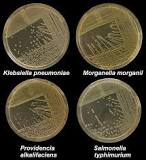 Klebsiella pneumoniae
Morganella morganii
Providencia
alkalifaciens
Salmonella
typhimurium